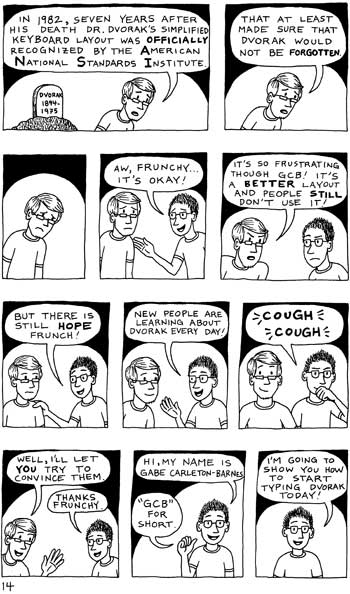 IN 1982, SEVEN YEARS AFTER
HIS DEATH DR. DVORAK'S SIMPLIFIED
KEYBOARD LAYOUT WAS OFFICIALLY
RECOGNIZED BY THE AMERICAN
NATIONAL STANDARDS INSTITUTE.
DVORAK
1894-
1975
THAT AT LEAST
MADE SURE THAT
DVORAK WOULD
NOT BE FORGOTTEN.
AW, FRUNCHY...
IT'S OKAY!
IT'S SO FRUSTRATING
THOUGH GCB! IT'S
A BETTER LAYOUT
AND PEOPLE STILL
DON'T USE IT!
BUT THERE IS
STILL HOPE
FRUNCH!
NEW PEOPLE ARE
LEARNING ABOUT
DVORAK EVERY DAY!
COUGH
COUGH
WELL, I'LL LET
YOU TRY TO
CONVINCE THEM.
THANKS
FRUNCHY.
HI, MY NAME IS
GABE CARLETON-BARNES.
"GCB"
FOR
SHORT.
I'M GOING TO
SHOW YOU HOW
TO START
TYPING DVORAK
TODAY!
14